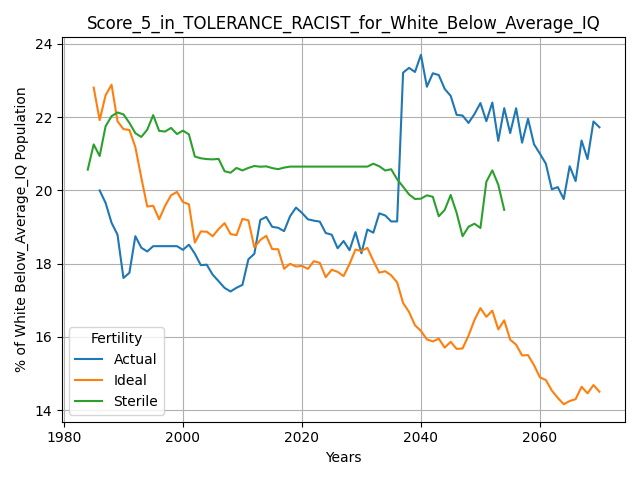 Score_5_in_TOLERANCE_RACIST_for_White_Below_Average_IQ
% of White Below_Average_IQ Population
24
22
20
18
16
14
Fertility
Actual
Ideal
Sterile
1980
2000
2020
2040
2060
Years